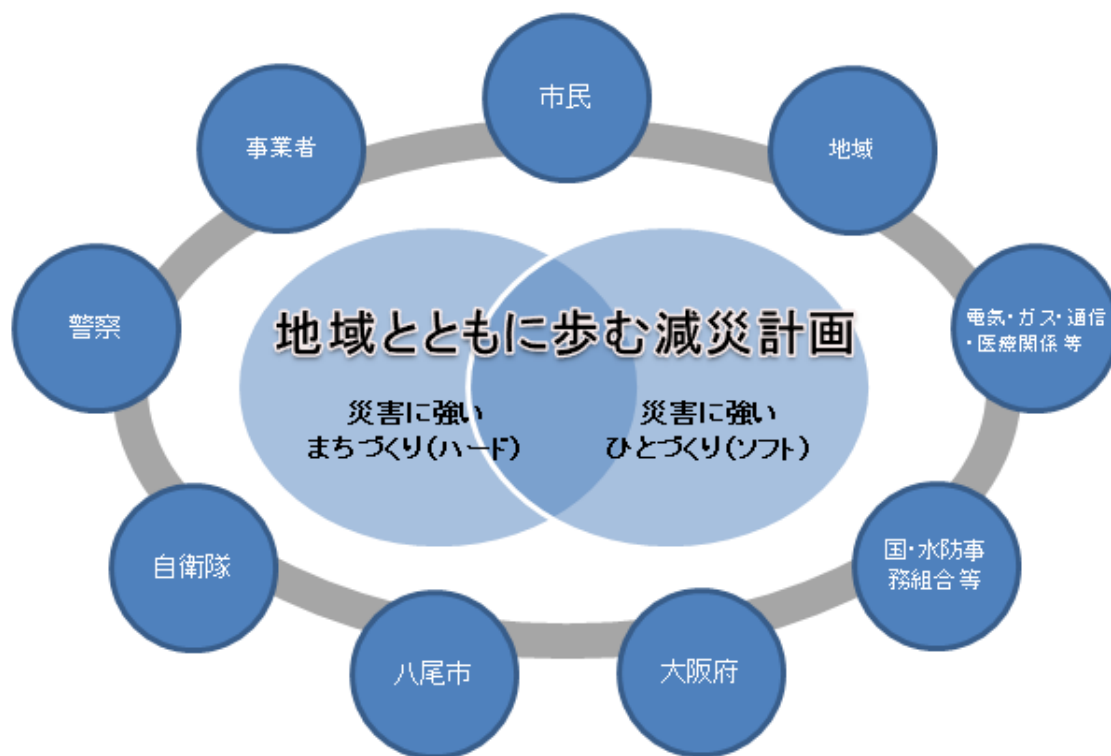 市民
事業者
地域
警察
電気・ガス・通信
・医療関係等
地域とともに歩む減災計画
災害に強い
まちづくり(ハード)
災害に強い
ひとづくり(ソフト)
自衛隊
国・水防事
務組合等
八尾市
大阪府